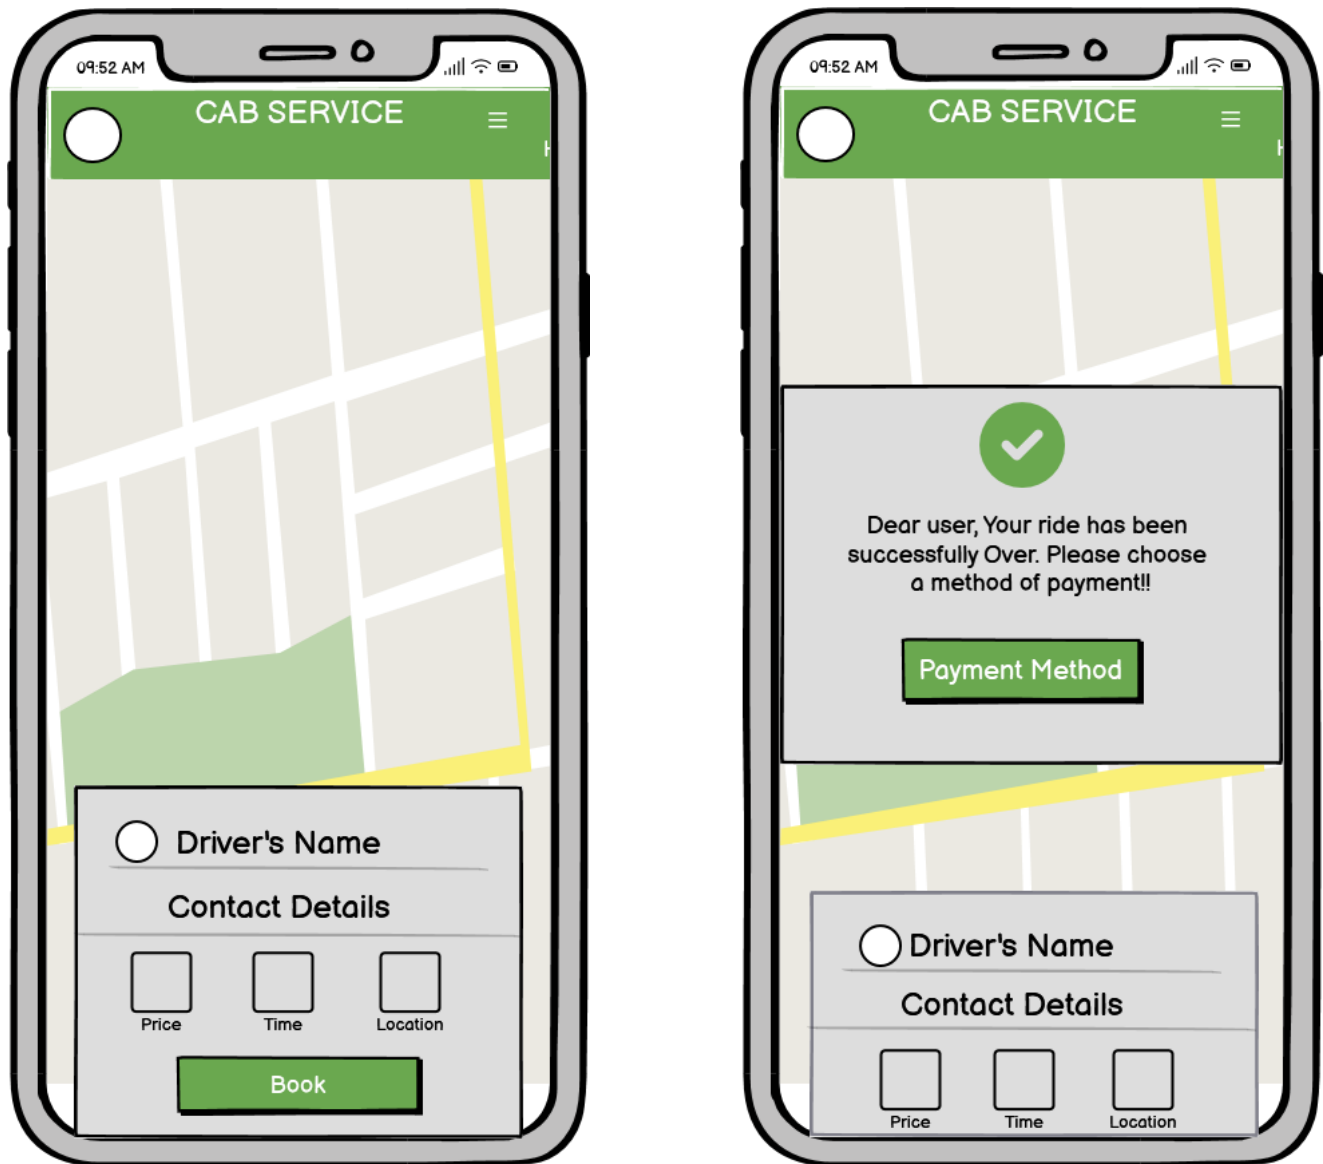 09:52 AM
CAB SERVICE
H
Driver's Name
Contact Details
Price
Time
Location
Book
09:52 AM
CAB SERVICE
H
Dear user, Your ride has been
successfully Over. Please choose
a method of payment!!
Payment Method
Driver's Name
Contact Details
Price
Time
Location